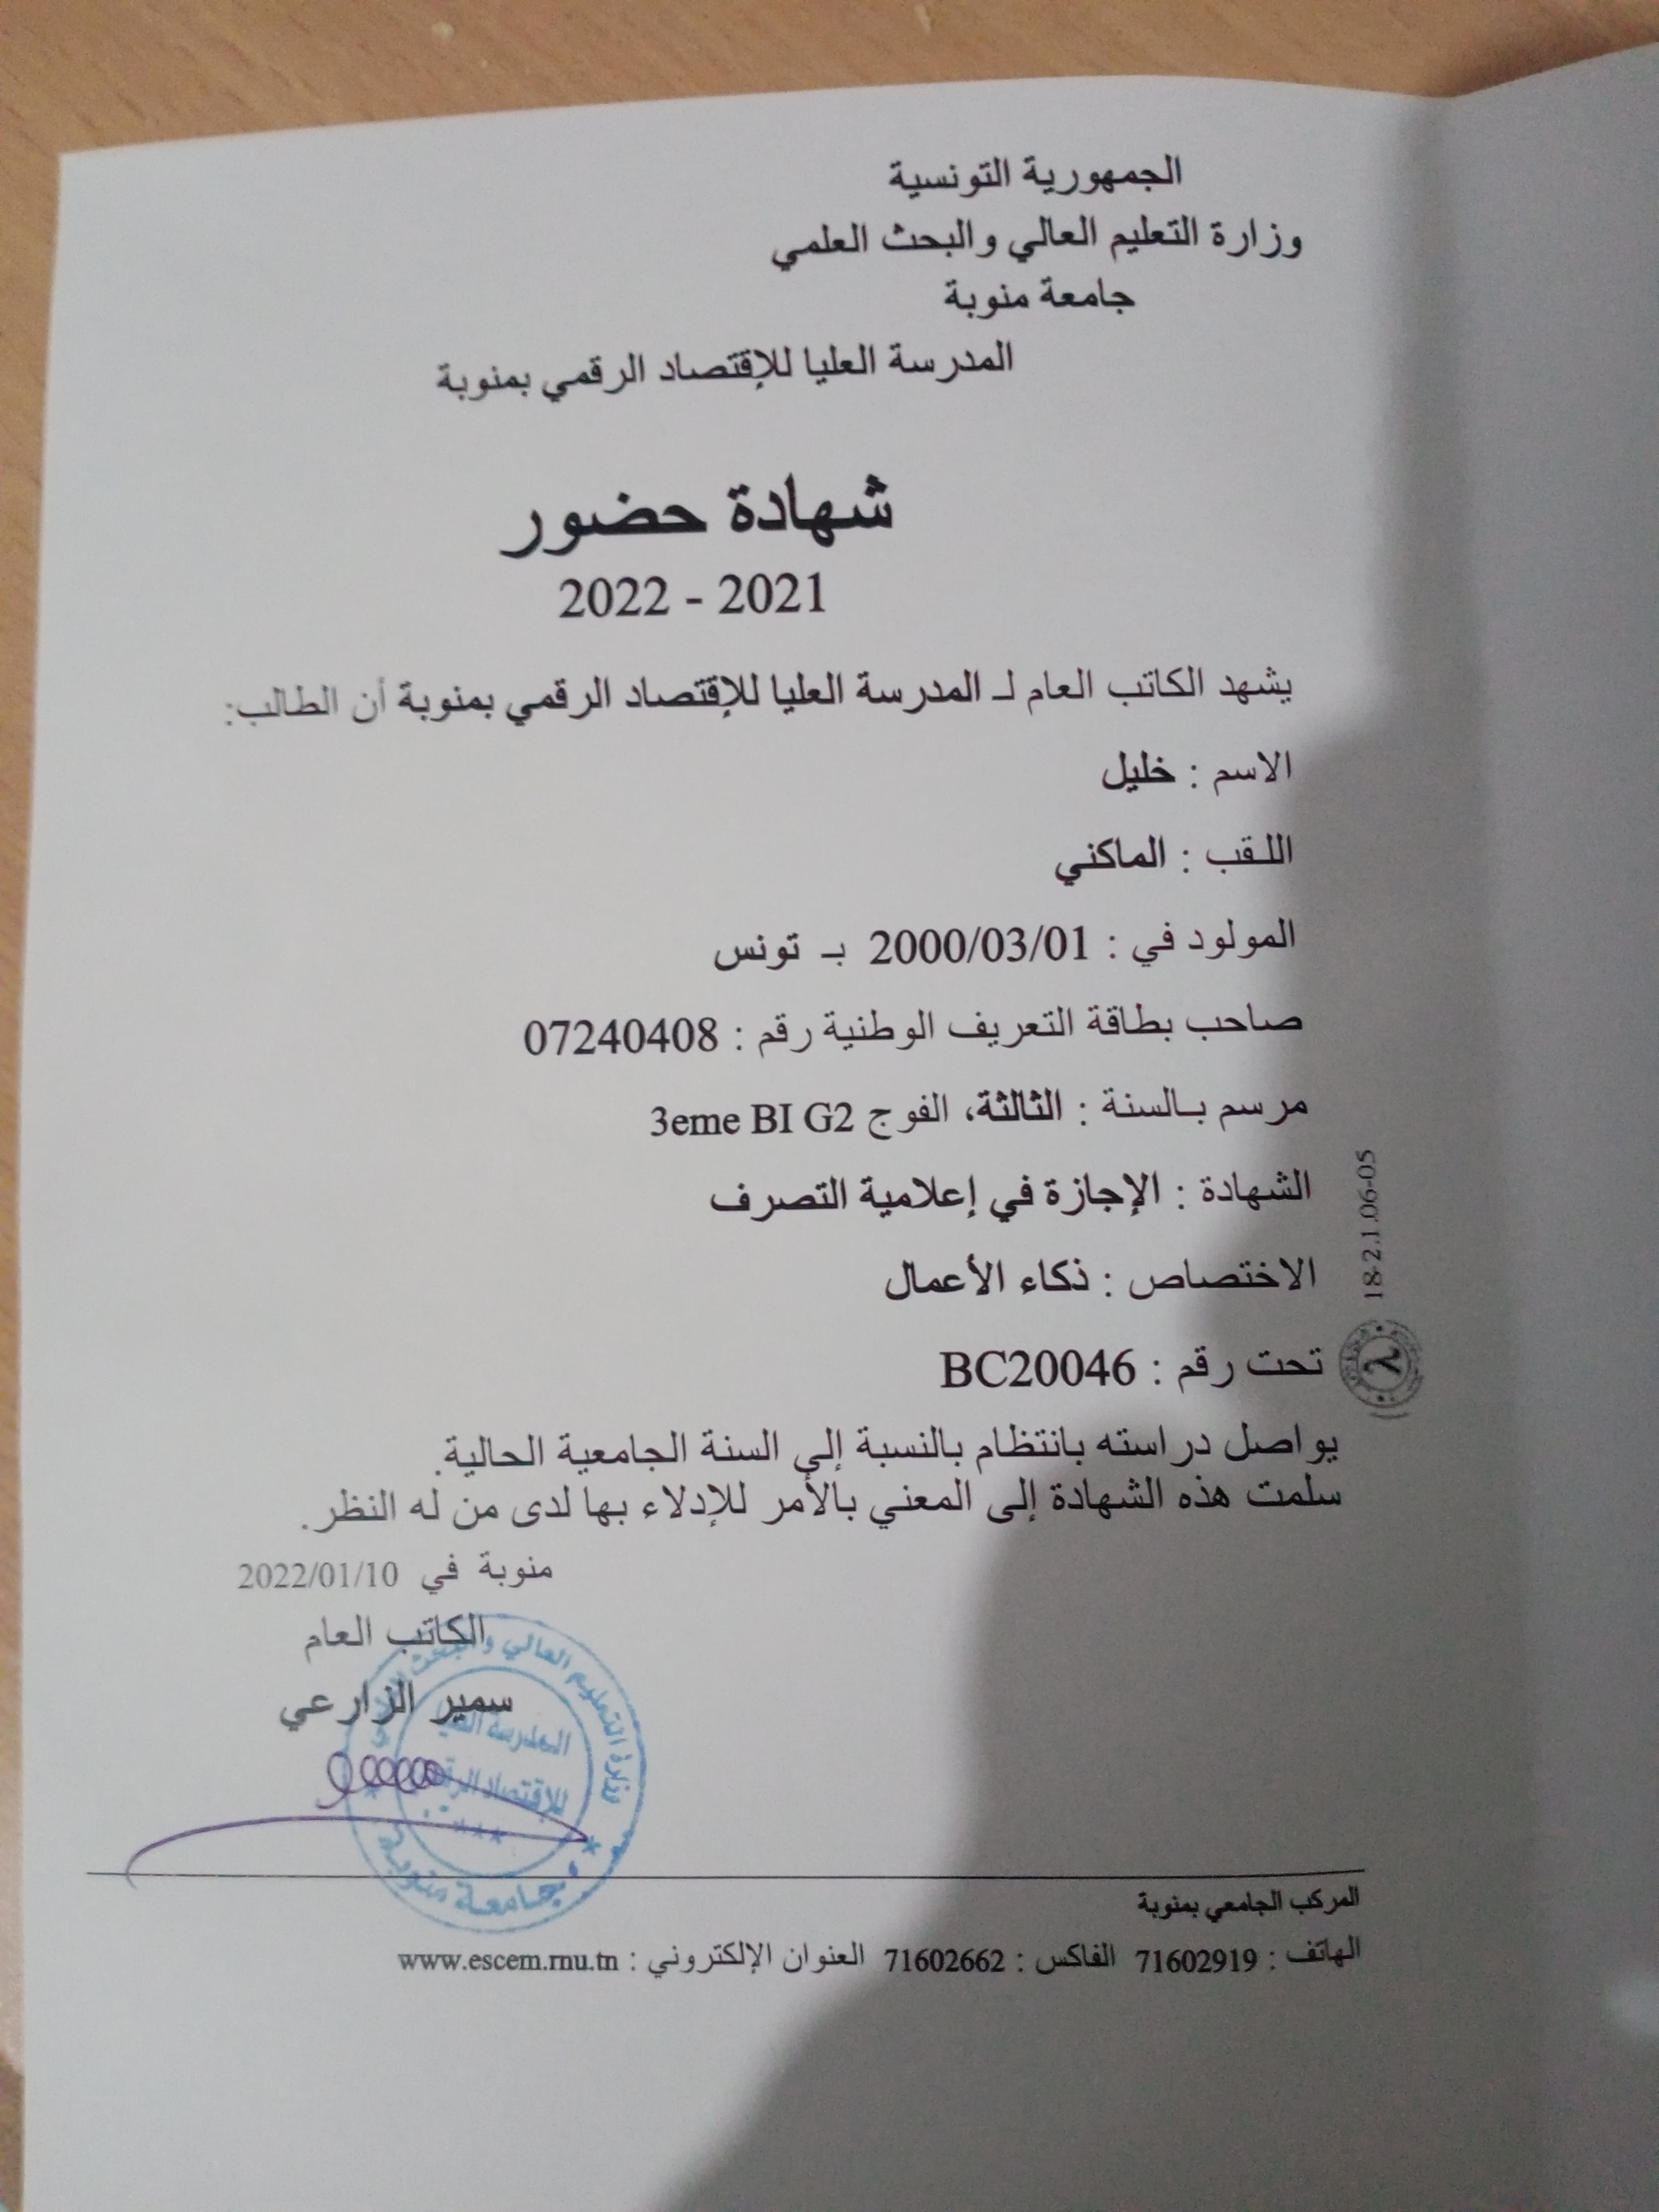 الجمهورية التونسية
وزارة التعليم العالي والبحث العلمي
جامعة منوبة
المدرسة العليا للإقتصاد الرقمي بمنوبة
شهادة حضور
2021 - 2022
يشهد الكاتب العام لـ المدرسة العليا للإقتصاد الرقمي بمنوبة أن الطالب:
الاسم : خليل
اللقب : الماكني
المولود في : 2000/03/01 بـ تونس
صاحب بطاقة التعريف الوطنية رقم : 07240408
مرسم بالسنة : الثالثة، الفوج 3eme BI G2
الشهادة : الإجازة في إعلامية التصرف
الاختصاص : ذكاء الأعمال
تحت رقم : BC20046
18-2.1.06-05
يواصل دراسته بانتظام بالنسبة إلى السنة الجامعية الحالية.
سلمت هذه الشهادة إلى المعني بالأمر للإدلاء بها لدى من له النظر.
منوبة في 2022/01/10
الكاتب العام
سمير الزارعي
وزارة التعليم العالي والبحث
المدرسة العليا
للإقتصاد
جامعة منوبة
المركب الجامعي بمنوبة
الهاتف : 71602919 الفاكس : 71602662 العنوان الإلكتروني : www.escem.rnu.tn